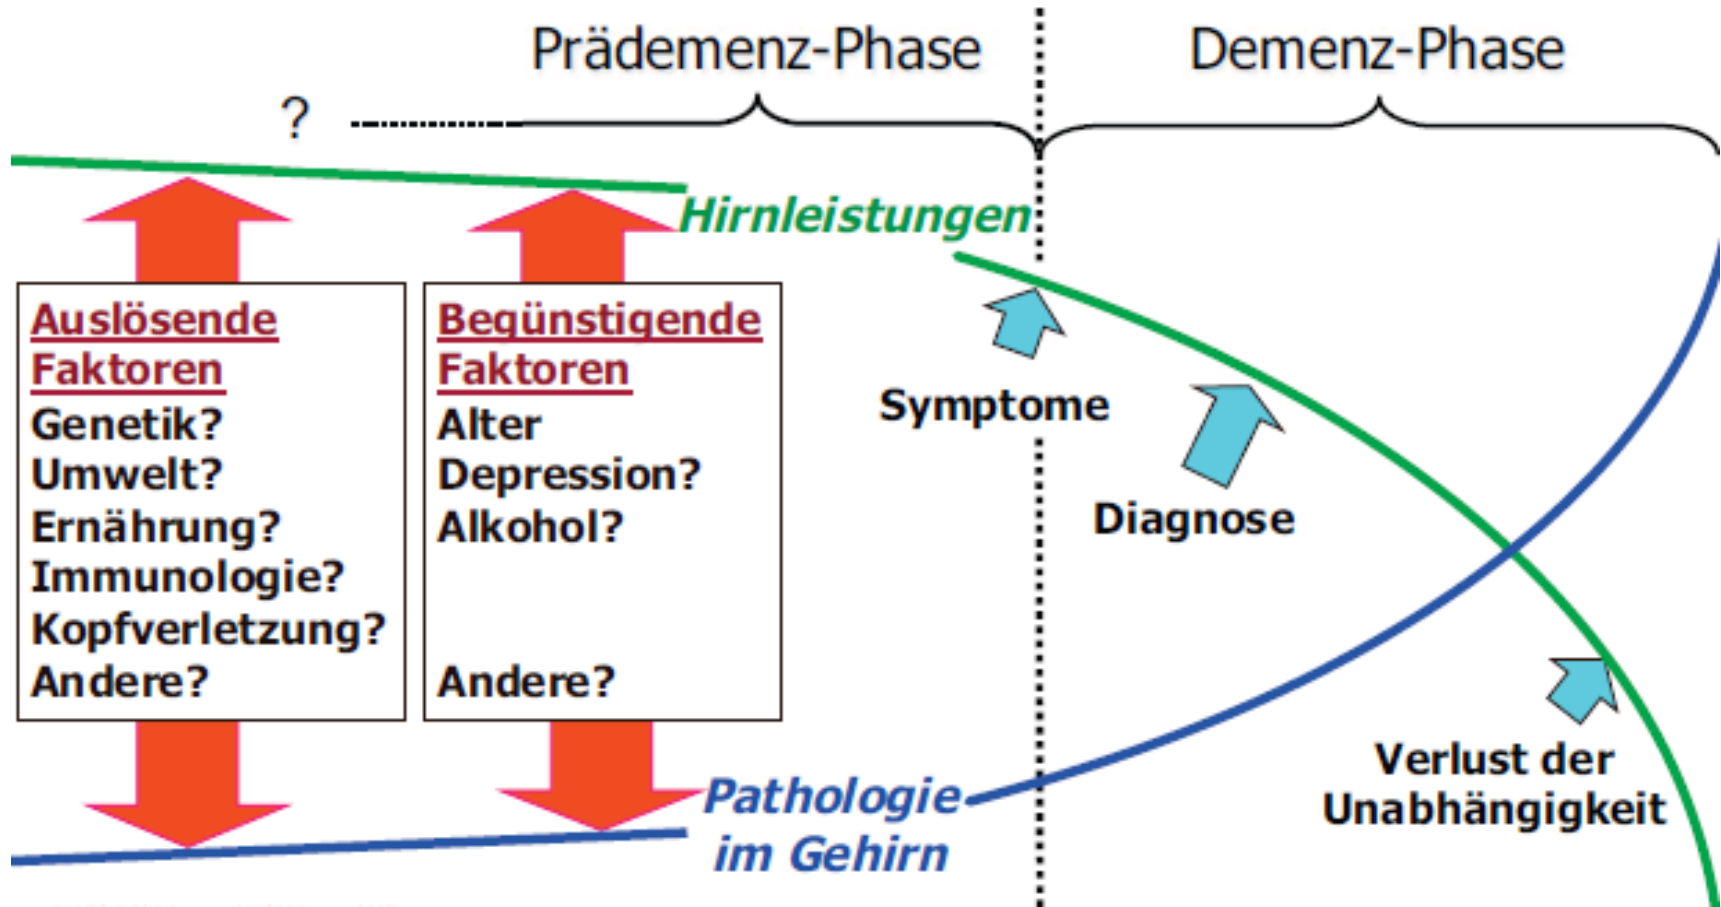 Prädemenz-Phase
Demenz-Phase
?
Hirnleistungen
Auslösende
Faktoren
Genetik?
Umwelt?
Ernährung?
Immunologie?
Kopfverletzung?
Andere?
Begünstigende
Faktoren
Alter
Depression?
Alkohol?
Andere?
Symptome
Diagnose
Verlust der
Unabhängigkeit
Pathologie
im Gehirn